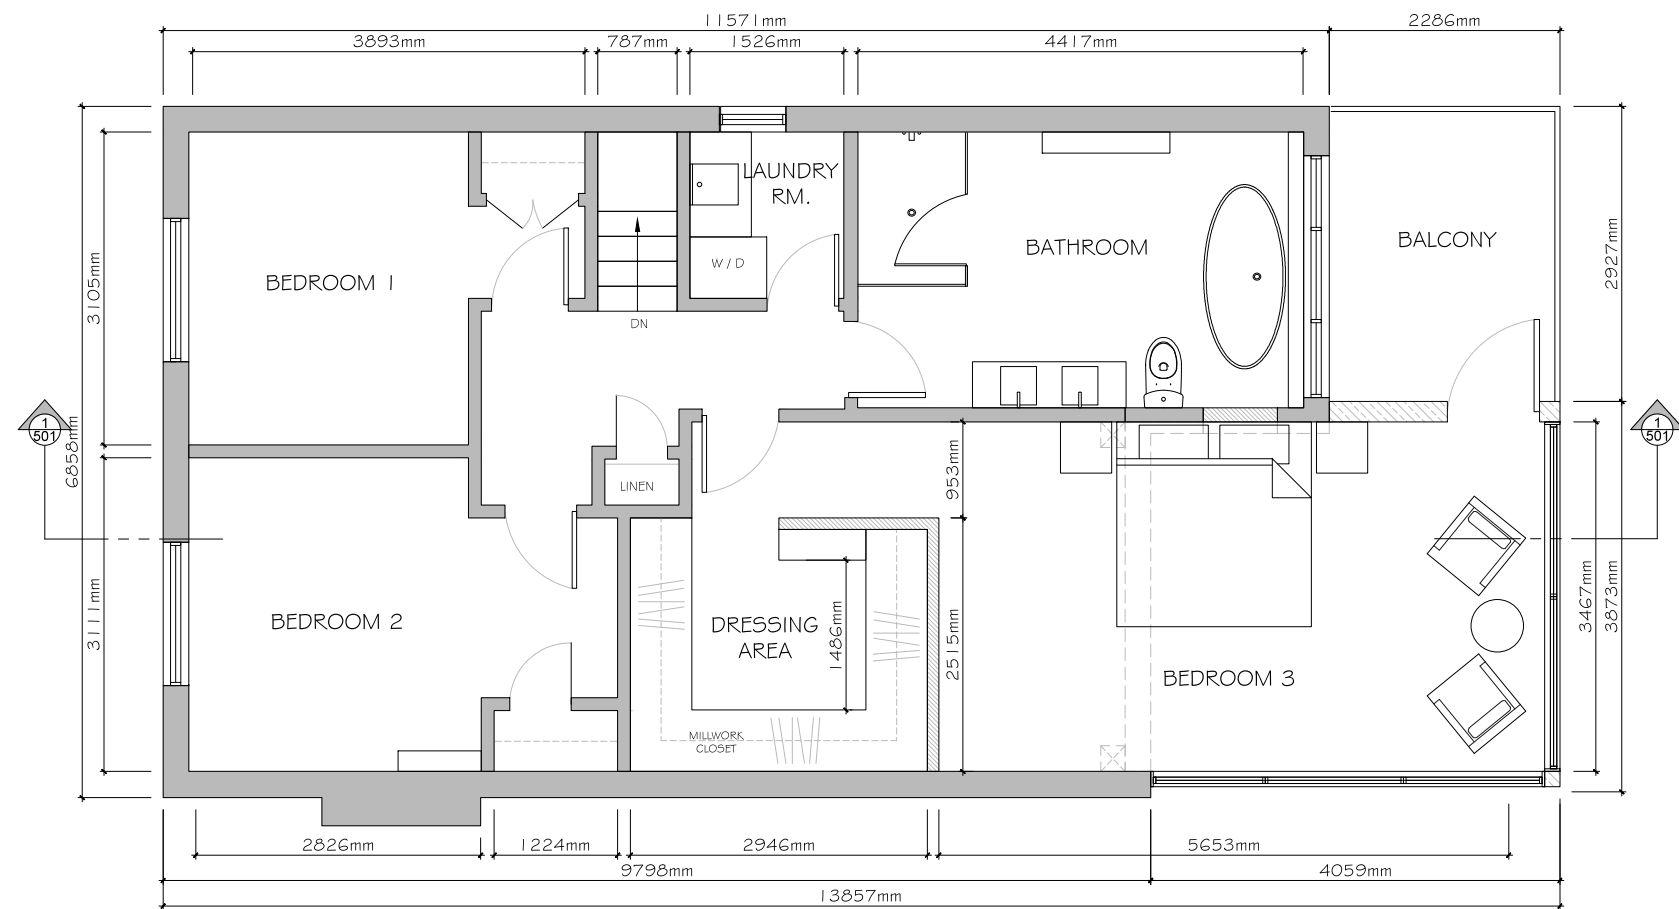 11571mm
2286mm
3893mm
787mm
1526mm
4417mm
LAUNDRY
RM.
BATHROOM
BALCONY
2927mm
W / D
BEDROOM 1
3105mm
DN
1
501
6858mm
1
501
953mm
LINEN
BEDROOM 2
3111mm
DRESSING
AREA
1486mm
2515mm
BEDROOM 3
3467mm
3873mm
MILLWORK
CLOSET
2826mm
1224mm
2946mm
5653mm
9798mm
4059mm
13857mm